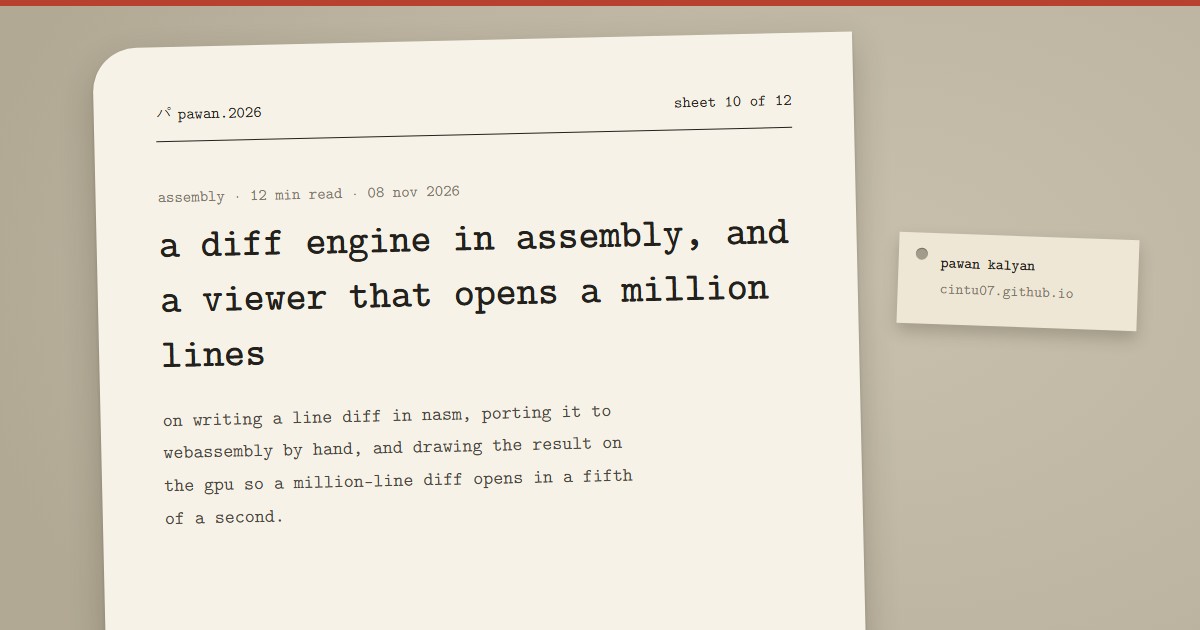 パ pawan.2026
sheet 10 of 12
assembly · 12 min read · 08 nov 2026
a diff engine in assembly, and
a viewer that opens a million
lines
on writing a line diff in nasm, porting it to
webassembly by hand, and drawing the result on
the gpu so a million-line diff opens in a fifth
of a second.
pawan kalyan
cintu07.github.io